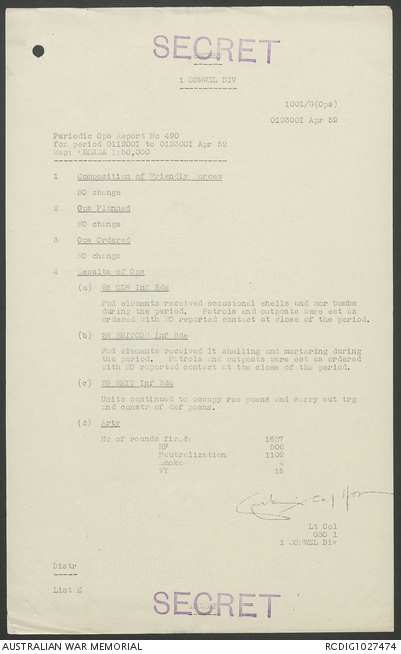 SECRET
1 COMWEL DIV
1001/G(Ops)
012300I Apr 52
Periodic Ops Report No 490
for period 011200I to 012300I Apr 52
Map: KOREA 1:50,000
1 Composition of Friendly Forces
NO change
2 Ops Planned
NO change
3 Ops Ordered
NO change
4 Results of Ops
(a) 25 CDN Inf Bde
Fwd elements received occasional shells and mor bombs
during the period. Patrols and outposts were est as
ordered with NO reported contact at close of the period.
(b) 28 BRITCOM Inf Bde
Fwd elements received lt shelling and mortaring during
the period. Patrols and outposts were est as ordered
with NO reported contact at the close of the period.
(c) 29 BRIT Inf Bde
Units continued to occupy res posns and carry out trg
and constr of def posns.
(d) Arty
No of rounds fired: 1627
HF 506
Neutralization 1102
Smoke 4
VT 15
Lt Col
GSO 1
1 COMWEL Div
Distr
List E
SECRET
AUSTRALIAN WAR MEMORIAL
RCDIG1027474